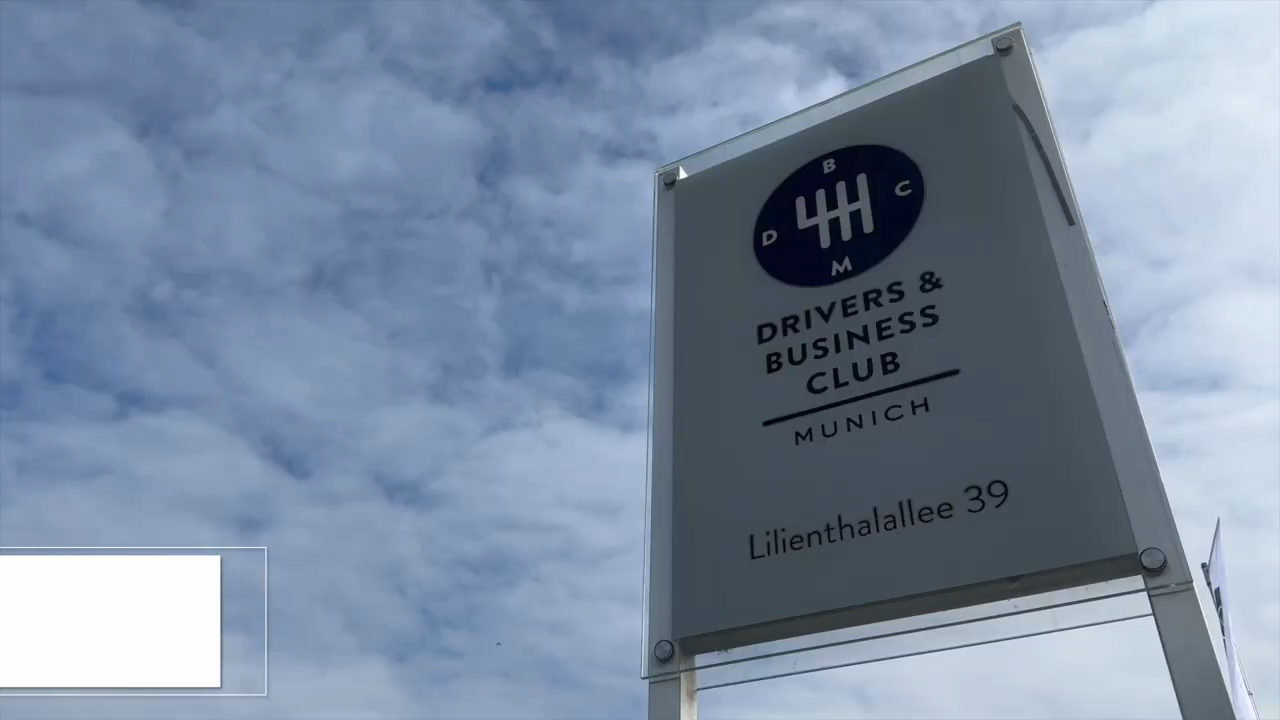 B
D C
M
DRIVERS &
BUSINESS
CLUB
MUNICH
Lilienthalallee 39